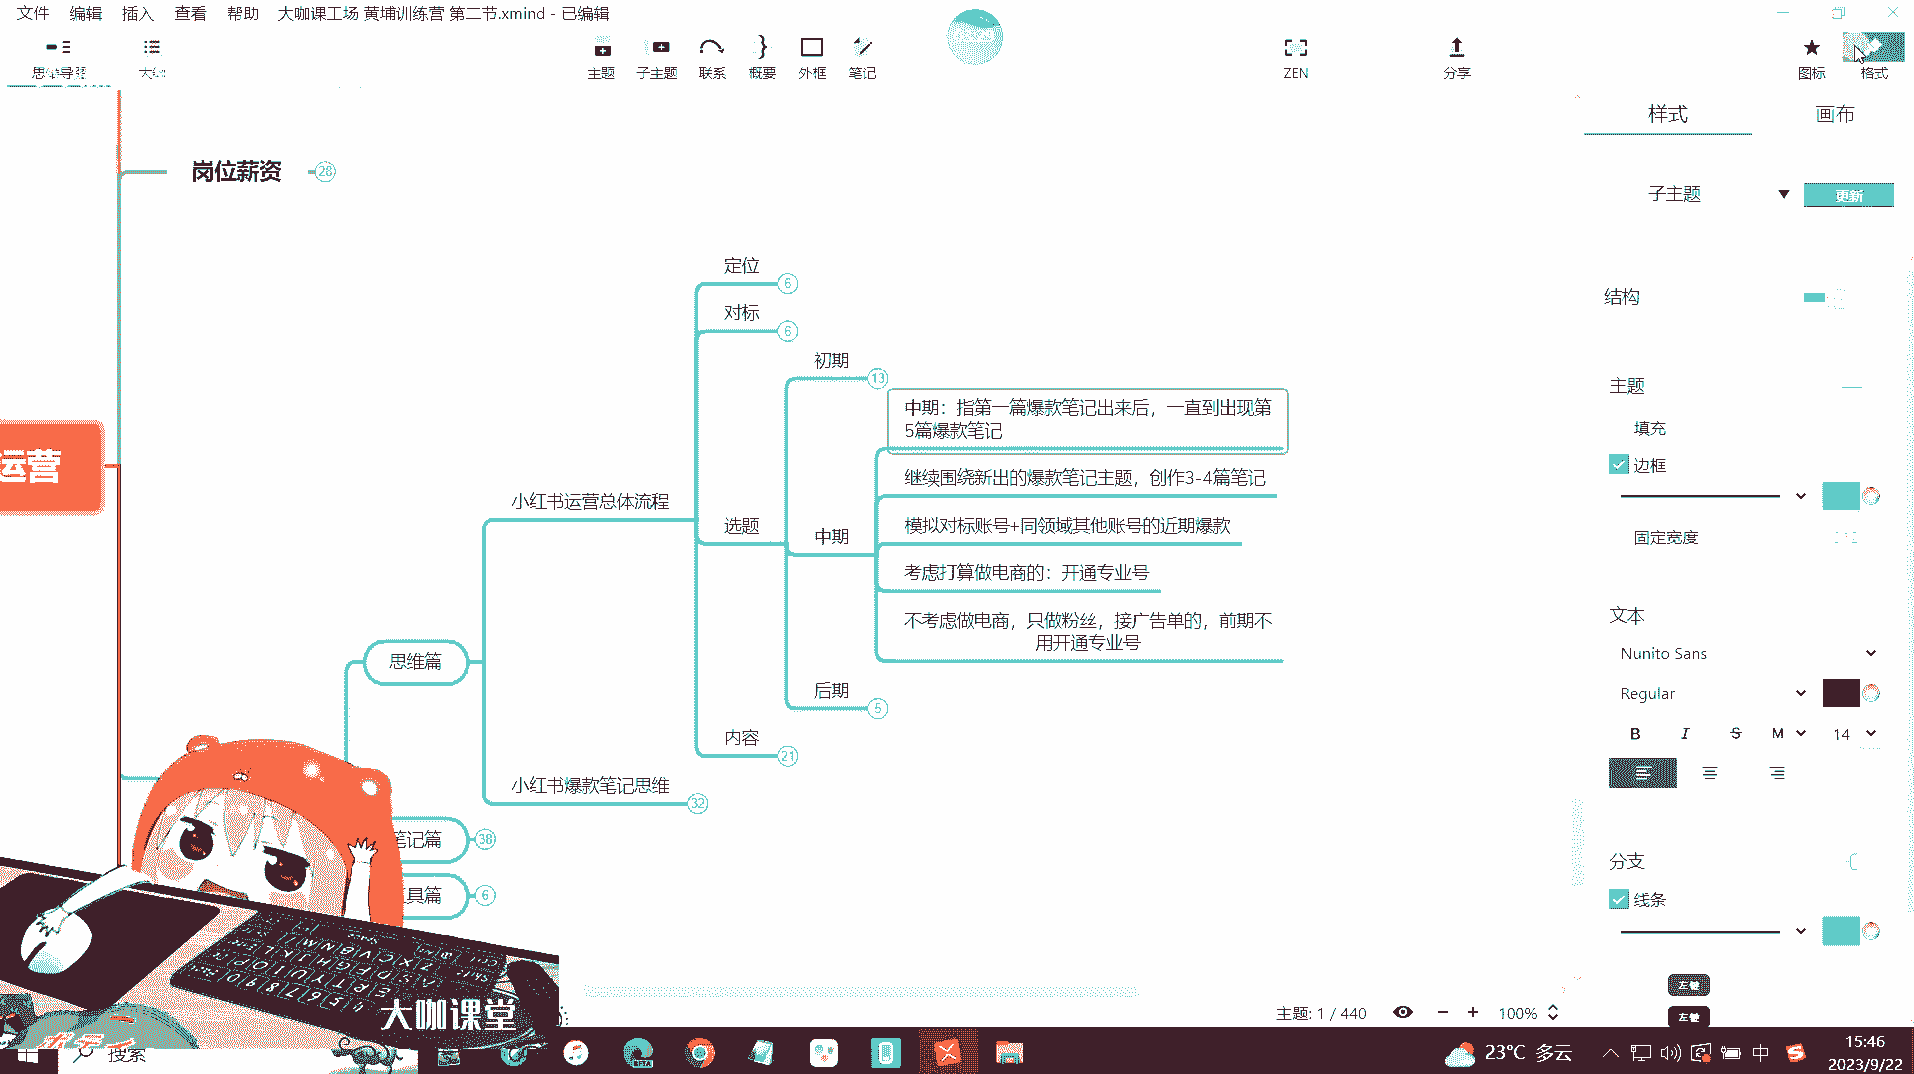 文件 编辑 插入 查看 帮助 大咖课工场 黄埔训练营 第二节.xmind - 已编辑
思维导图 大纲 主题 子主题 联系 概要 外框 笔记 ZEN 分享 图标 格式
样式 画布
岗位薪资 28
子主题 更新
定位 6
对标 6
结构
初期 13
主题
中期：指第一篇爆款笔记出来后，一直到出现第
5篇爆款笔记
填充
运营
边框
继续围绕新出的爆款笔记主题，创作3-4篇笔记
小红书运营总体流程
选题
模拟对标账号+同领域其他账号的近期爆款
中期
固定宽度
考虑打算做电商的：开通专业号
不考虑做电商，只做粉丝，接广告单的，前期不
用开通专业号
文本
思维篇
Nunito Sans
后期 5
Regular
内容 21
B I S M 14
小红书爆款笔记思维 32
笔记篇 38
分支
具篇 6
线条
左键
大咖课堂
主题: 1 / 440 100%
左键
搜索
BETA
23°C 多云
中
15:46
2023/9/22